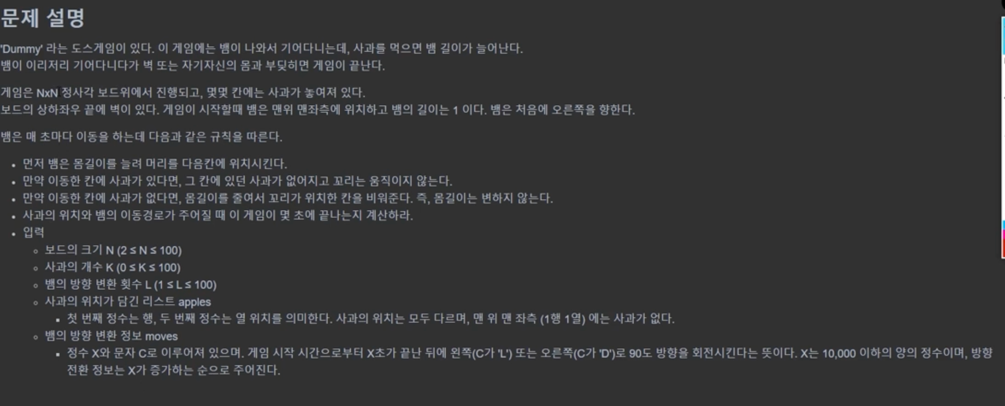 문제 설명
'Dummy' 라는 도스게임이 있다. 이 게임에는 뱀이 나와서 기어다니는데, 사과를 먹으면 뱀 길이가 늘어난다.
뱀이 이리저리 기어다니다가 벽 또는 자기자신의 몸과 부딪히면 게임이 끝난다.
게임은 NxN 정사각 보드위에서 진행되고, 몇몇 칸에는 사과가 놓여져 있다.
보드의 상하좌우 끝에 벽이 있다. 게임이 시작할때 뱀은 맨위 맨좌측에 위치하고 뱀의 길이는 1 이다. 뱀은 처음에 오른쪽을 향한다.
뱀은 매 초마다 이동을 하는데 다음과 같은 규칙을 따른다.
• 먼저 뱀은 몸길이를 늘려 머리를 다음칸에 위치시킨다.
• 만약 이동한 칸에 사과가 있다면, 그 칸에 있던 사과가 없어지고 꼬리는 움직이지 않는다.
• 만약 이동한 칸에 사과가 없다면, 몸길이를 줄여서 꼬리가 위치한 칸을 비워준다. 즉, 몸길이는 변하지 않는다.
• 사과의 위치와 뱀의 이동경로가 주어질 때 이 게임이 몇 초에 끝나는지 계산하라.
• 입력
◦ 보드의 크기 N (2 ≤ N ≤ 100)
◦ 사과의 개수 K (0 ≤ K ≤ 100)
◦ 뱀의 방향 변환 횟수 L (1 ≤ L ≤ 100)
◦ 사과의 위치가 담긴 리스트 apples
▪ 첫 번째 정수는 행, 두 번째 정수는 열 위치를 의미한다. 사과의 위치는 모두 다르며, 맨 위 맨 좌측 (1행 1열) 에는 사과가 없다.
◦ 뱀의 방향 변환 정보 moves
▪ 정수 X와 문자 C로 이루어져 있으며. 게임 시작 시간으로부터 X초가 끝난 뒤에 왼쪽(C가 'L') 또는 오른쪽(C가 'D')로 90도 방향을 회전시킨다는 뜻이다. X는 10,000 이하의 양의 정수이며, 방향
전환 정보는 X가 증가하는 순으로 주어진다.